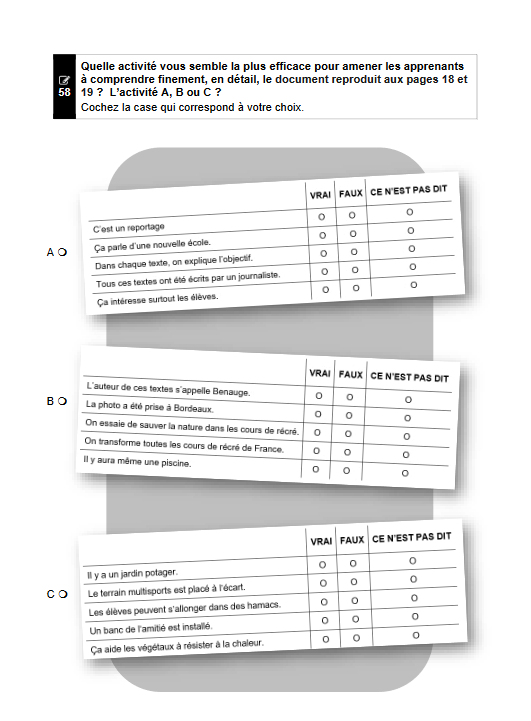 58
Quelle activité vous semble la plus efficace pour amener les apprenants
à comprendre finement, en détail, le document reproduit aux pages 18 et
19 ? L'activité A, B ou C ?
Cochez la case qui correspond à votre choix.
A
VRAI FAUX CE N'EST PAS DIT
C'est un reportage
Ça parle d'une nouvelle école.
Dans chaque texte, on explique l'objectif.
Tous ces textes ont été écrits par un journaliste.
Ça intéresse surtout les élèves.
B
VRAI FAUX CE N'EST PAS DIT
L'auteur de ces textes s'appelle Benauge.
La photo a été prise à Bordeaux.
On essaie de sauver la nature dans les cours de récré.
On transforme toutes les cours de récré de France.
Il y aura même une piscine.
C
VRAI FAUX CE N'EST PAS DIT
Il y a un jardin potager.
Le terrain multisports est placé à l'écart.
Les élèves peuvent s'allonger dans des hamacs.
Un banc de l'amitié est installé.
Ça aide les végétaux à résister à la chaleur.